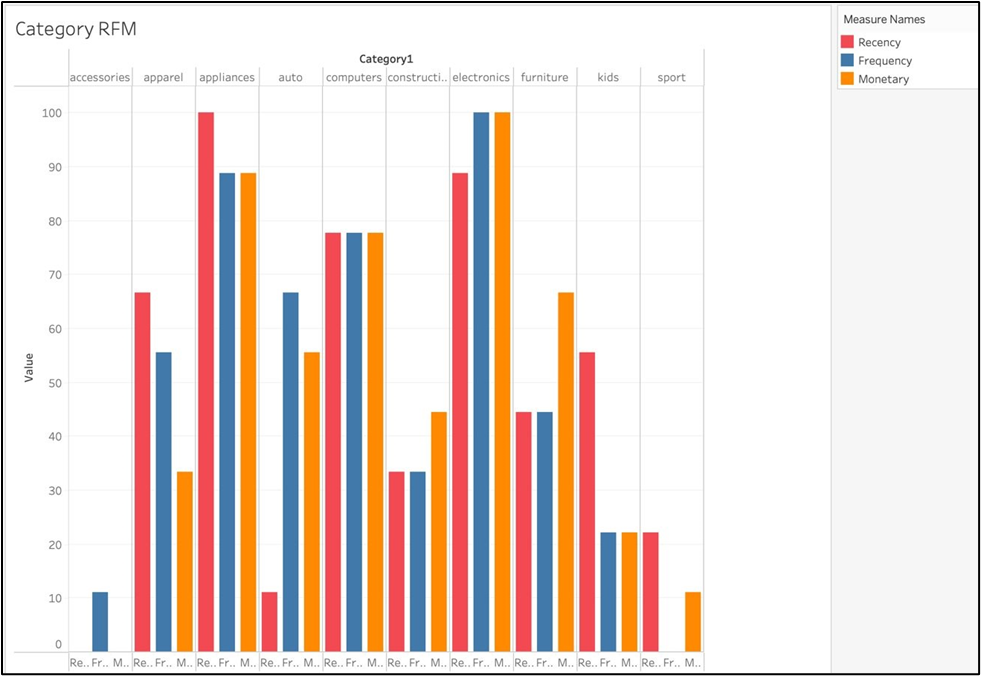 Category RFM
Category1
accessories apparel appliances auto computers constructi.. electronics furniture kids sport
100
90
80
70
60
50
40
30
20
10
0
Value
Re.. Fr.. M.. Re.. Fr.. M.. Re.. Fr.. M.. Re.. Fr.. M.. Re.. Fr.. M.. Re.. Fr.. M.. Re.. Fr.. M.. Re.. Fr.. M.. Re.. Fr.. M.. Re.. Fr.. M..
Measure Names
Recency
Frequency
Monetary